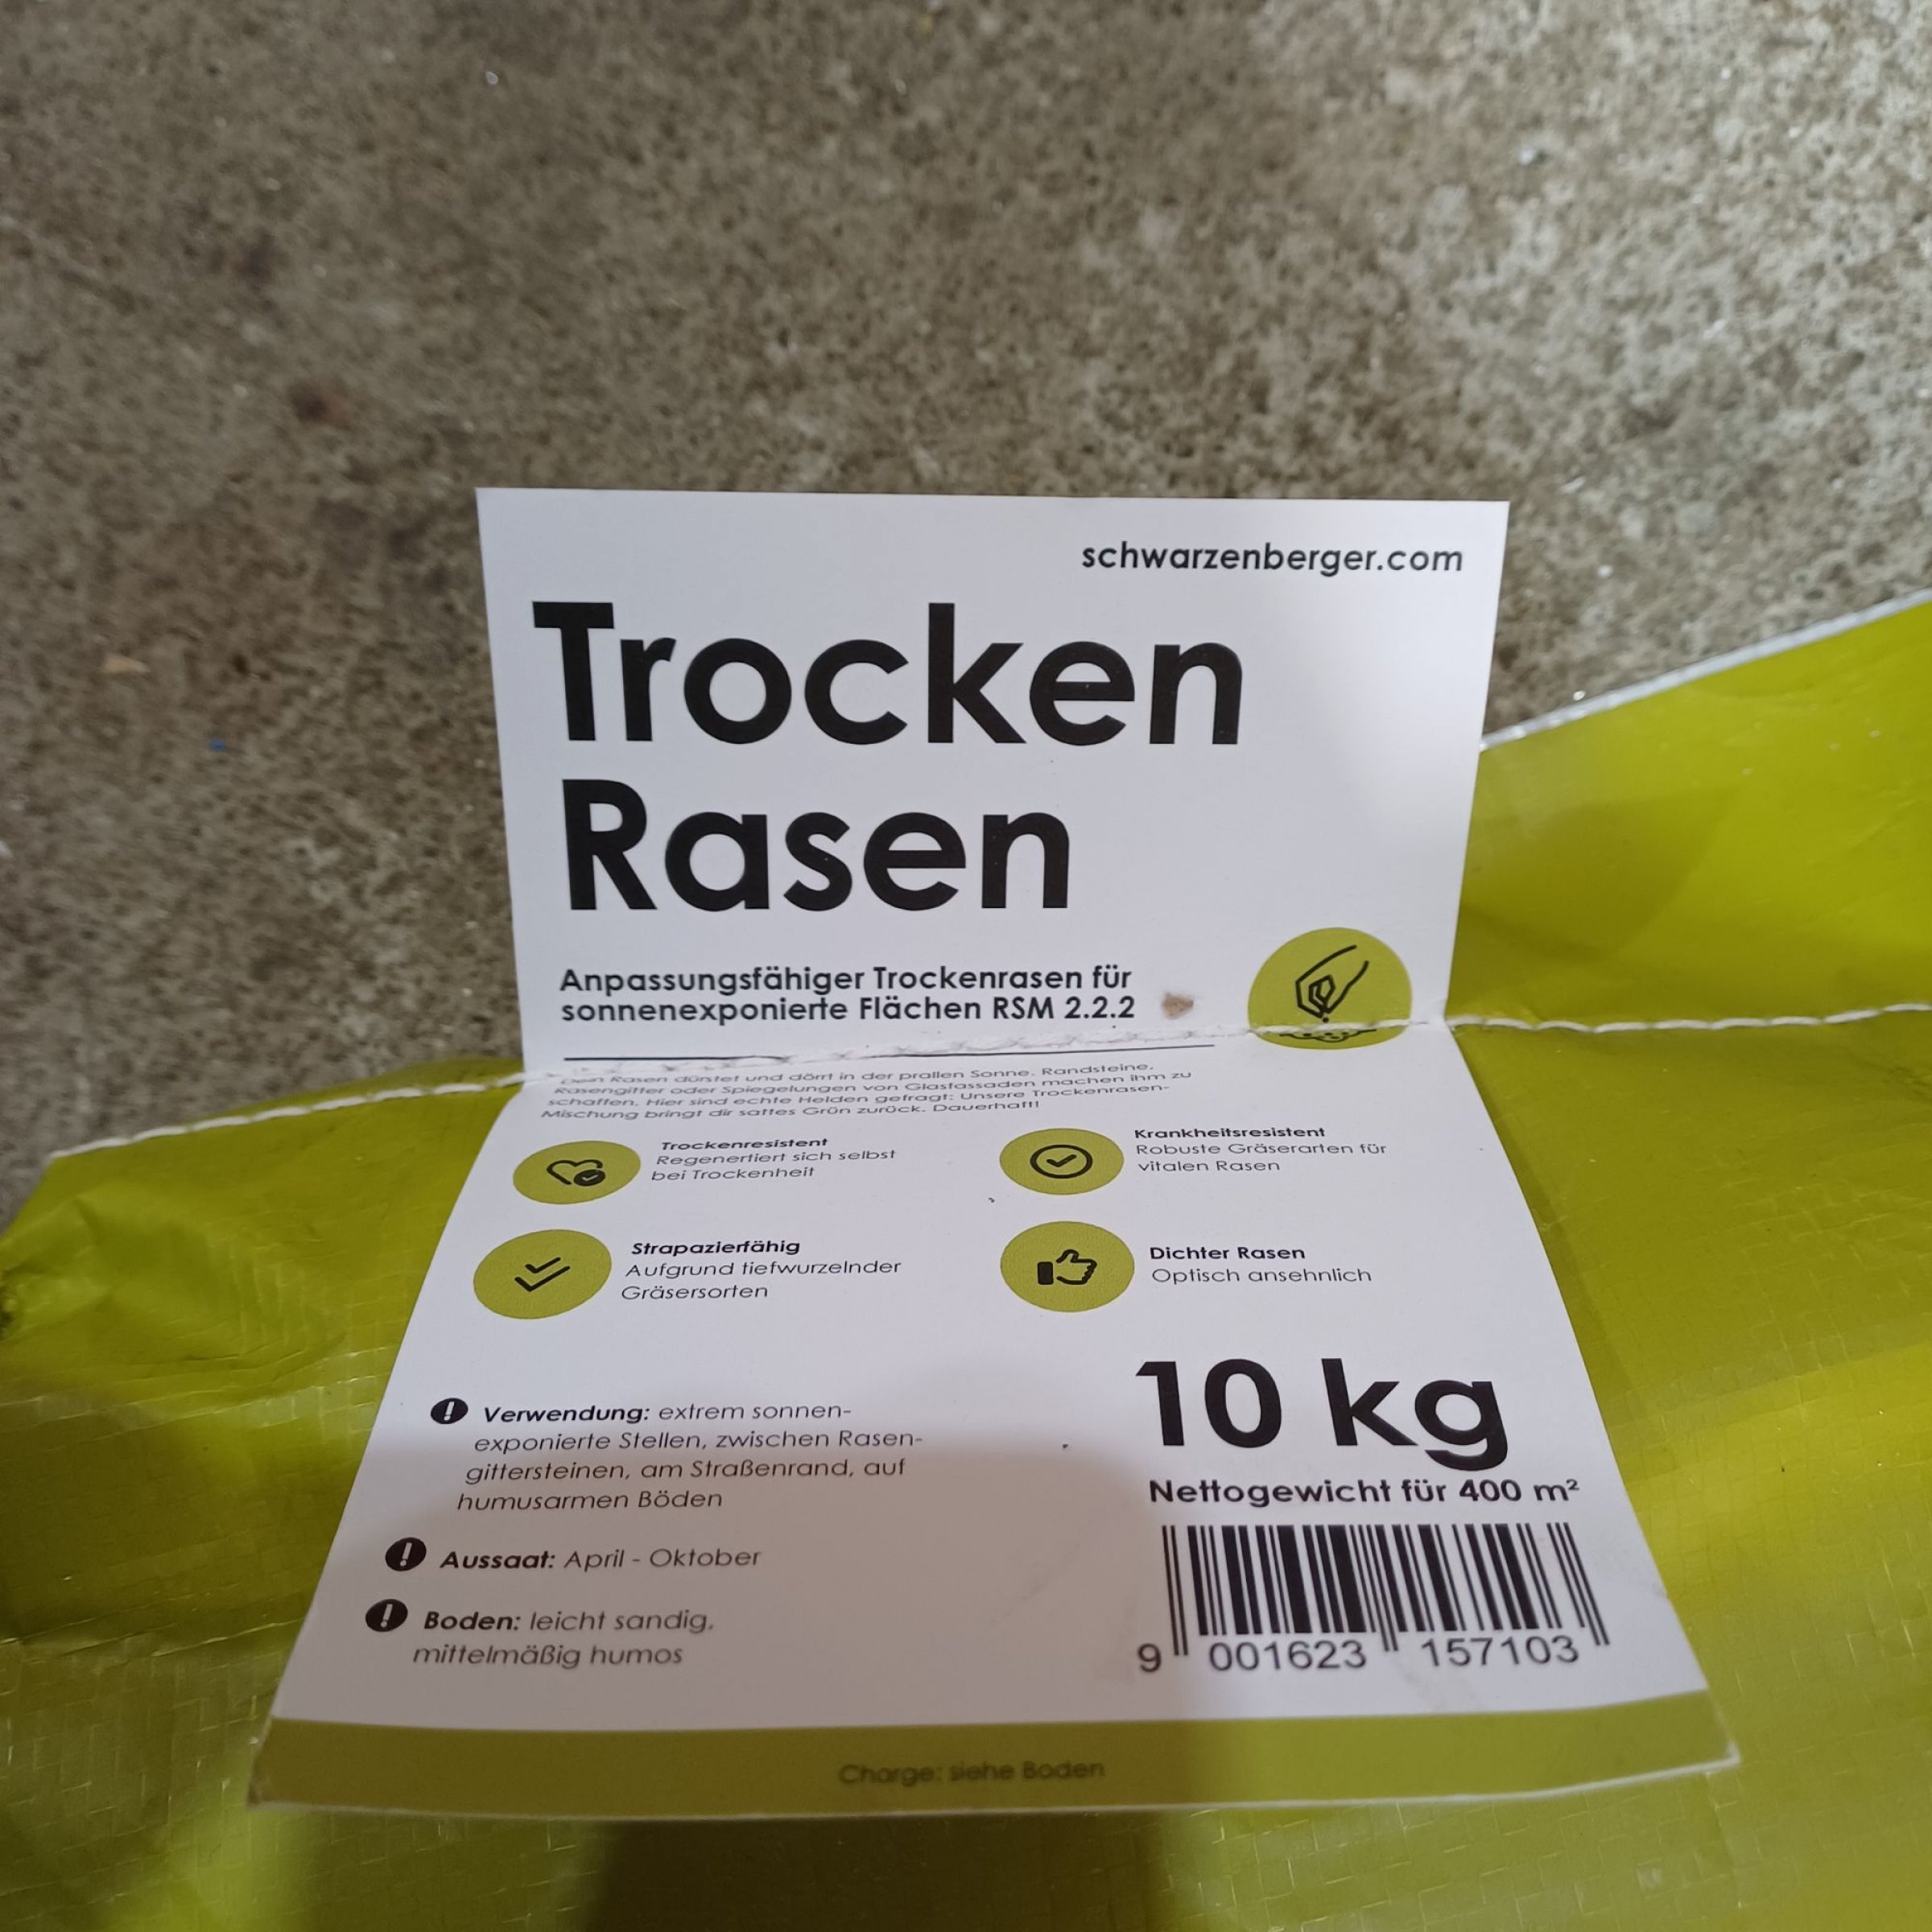 schwarzenberger.com
Trocken
Rasen
Anpassungsfähiger Trockenrasen für
sonnenexponierte Flächen RSM 2.2.2
Dein Rasen dürstet und dörrt in der prallen Sonne. Randsteine,
Rasengitter oder Spiegelungen von Glasfassaden machen ihm zu
schaffen. Hier sind echte Helden gefragt: Unsere Trockenrasen-
Mischung bringt dir sattes Grün zurück. Dauerhaft!
Trockenresistent
Regenertiert sich selbst
bei Trockenheit
Krankheitsresistent
Robuste Gräserarten für
vitalen Rasen
Strapazierfähig
Aufgrund tiefwurzelnder
Gräsersorten
Dichter Rasen
Optisch ansehnlich
Verwendung: extrem sonnen-
exponierte Stellen, zwischen Rasen-
gittersteinen, am Straßenrand, auf
humusarmen Böden
Aussaat: April - Oktober
Boden: leicht sandig,
mittelmäßig humos
10 kg
Nettogewicht für 400 m²
9 001623 157103
Charge: siehe Boden